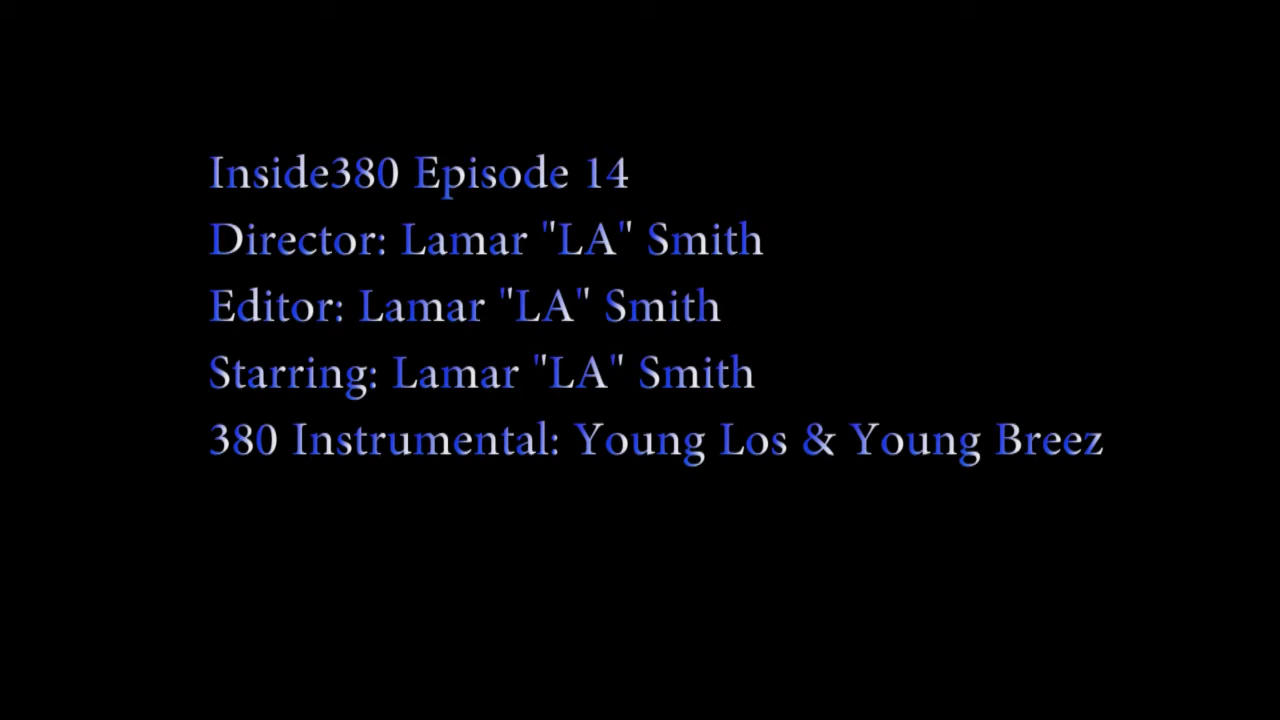 Inside380 Episode 14
Director: Lamar "LA" Smith
Editor: Lamar "LA" Smith
Starring: Lamar "LA" Smith
380 Instrumental: Young Los & Young Breez